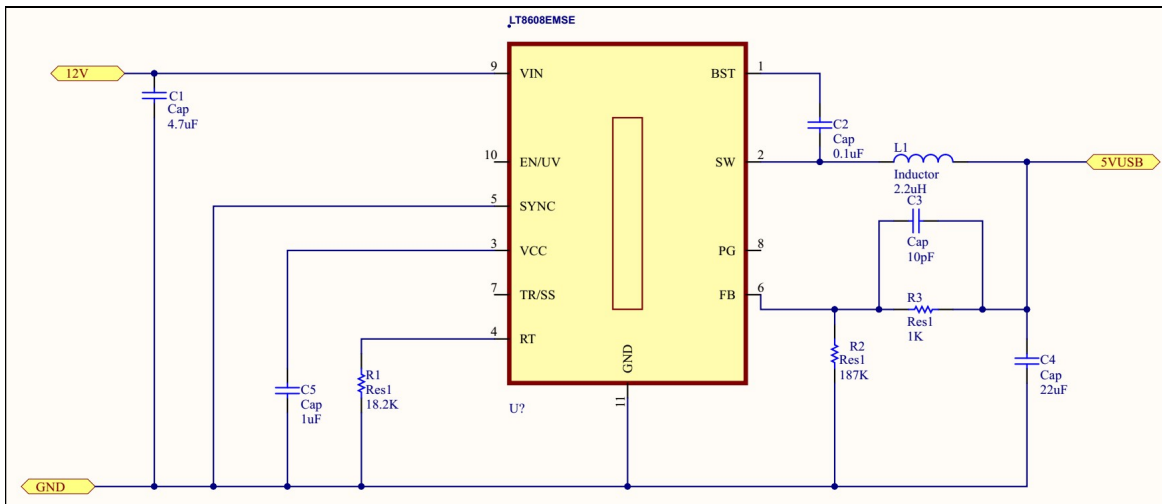 LT8608EMSE
12V
9
VIN
BST
1
C1
Cap
4.7uF
C2
Cap
0.1uF
10
EN/UV
SW
2
L1
Inductor
2.2uH
5VUSB
5
SYNC
C3
Cap
10pF
3
VCC
PG
8
7
TR/SS
FB
6
R3
Res1
1K
4
RT
GND
11
R2
Res1
187K
C4
Cap
22uF
R1
Res1
18.2K
C5
Cap
1uF
U?
GND